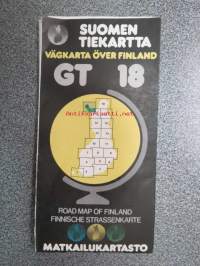 SUOMEN
TIEKARTTA
VÄGKARTA ÖVER FINLAND
GT 18
ROAD MAP OF FINLAND
FINNISCHE STRASSENKARTE
MATKAILUKARTASTO